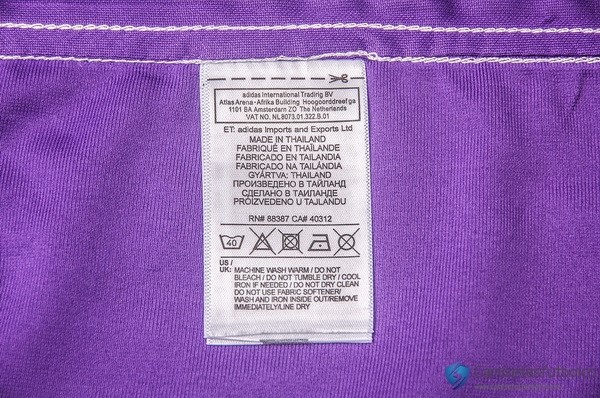 adidas International Trading BV
Atlas Arena - Afrika Building Hoogoorddreef 9a
1101 BA Amsterdam ZO The Netherlands
VAT NO. NL8073.01.322.B.01
ET: adidas Imports and Exports Ltd
MADE IN THAILAND
FABRIQUÉ EN THAÏLANDE
FABRICADO EN TAILANDIA
FABRICADO NA TAILÂNDIA
GYÁRTVA: THAILAND
ПРОИЗВЕДЕНО В ТАЙЛАНД
СДЕЛАНО В ТАИЛАНДЕ
PROIZVEDENO U TAJLANDU
RN# 88387 CA# 40312
40
US /
UK: MACHINE WASH WARM / DO NOT
BLEACH / DO NOT TUMBLE DRY / COOL
IRON IF NEEDED / DO NOT DRY CLEAN
DO NOT USE FABRIC SOFTENER/
WASH AND IRON INSIDE OUT/REMOVE
IMMEDIATELY/LINE DRY